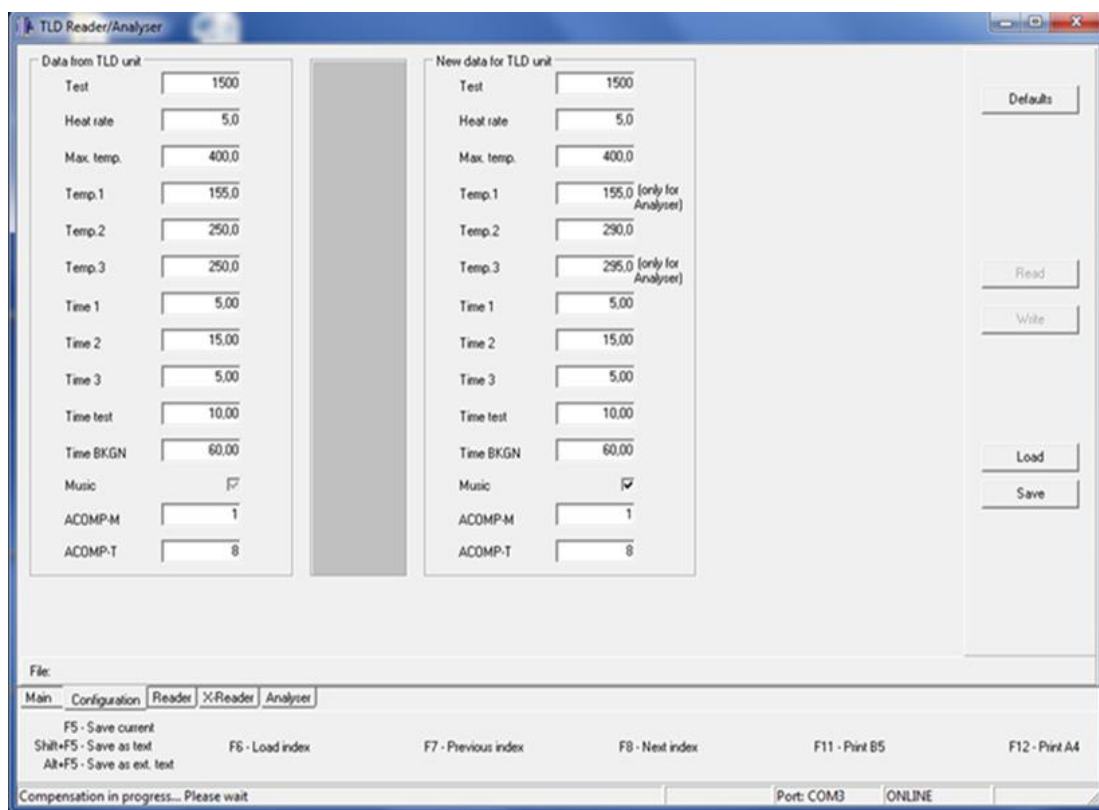 TLD Reader/Analyser
Data from TLD unit
Test 1500
Heat rate 5,0
Max. temp. 400,0
Temp.1 155,0
Temp.2 250,0
Temp.3 250,0
Time 1 5,00
Time 2 15,00
Time 3 5,00
Time test 10,00
Time BKGN 60,00
Music
ACOMP-M 1
ACOMP-T 8
New data for TLD unit
Test 1500
Heat rate 5,0
Max. temp. 400,0
Temp.1 155,0 (only for
Analyser)
Temp.2 290,0
Temp.3 295,0 (only for
Analyser)
Time 1 5,00
Time 2 15,00
Time 3 5,00
Time test 10,00
Time BKGN 60,00
Music
ACOMP-M 1
ACOMP-T 8
Defaults
Read
Write
Load
Save
File:
Main Configuration Reader X-Reader Analyser
F5 - Save current
Shift+F5 - Save as text
Alt+F5 - Save as ext. text
F6 - Load index
F7 - Previous index
F8 - Next index
F11 - Print B5
F12 - Print A4
Compensation in progress... Please wait
Port: COM3
ONLINE